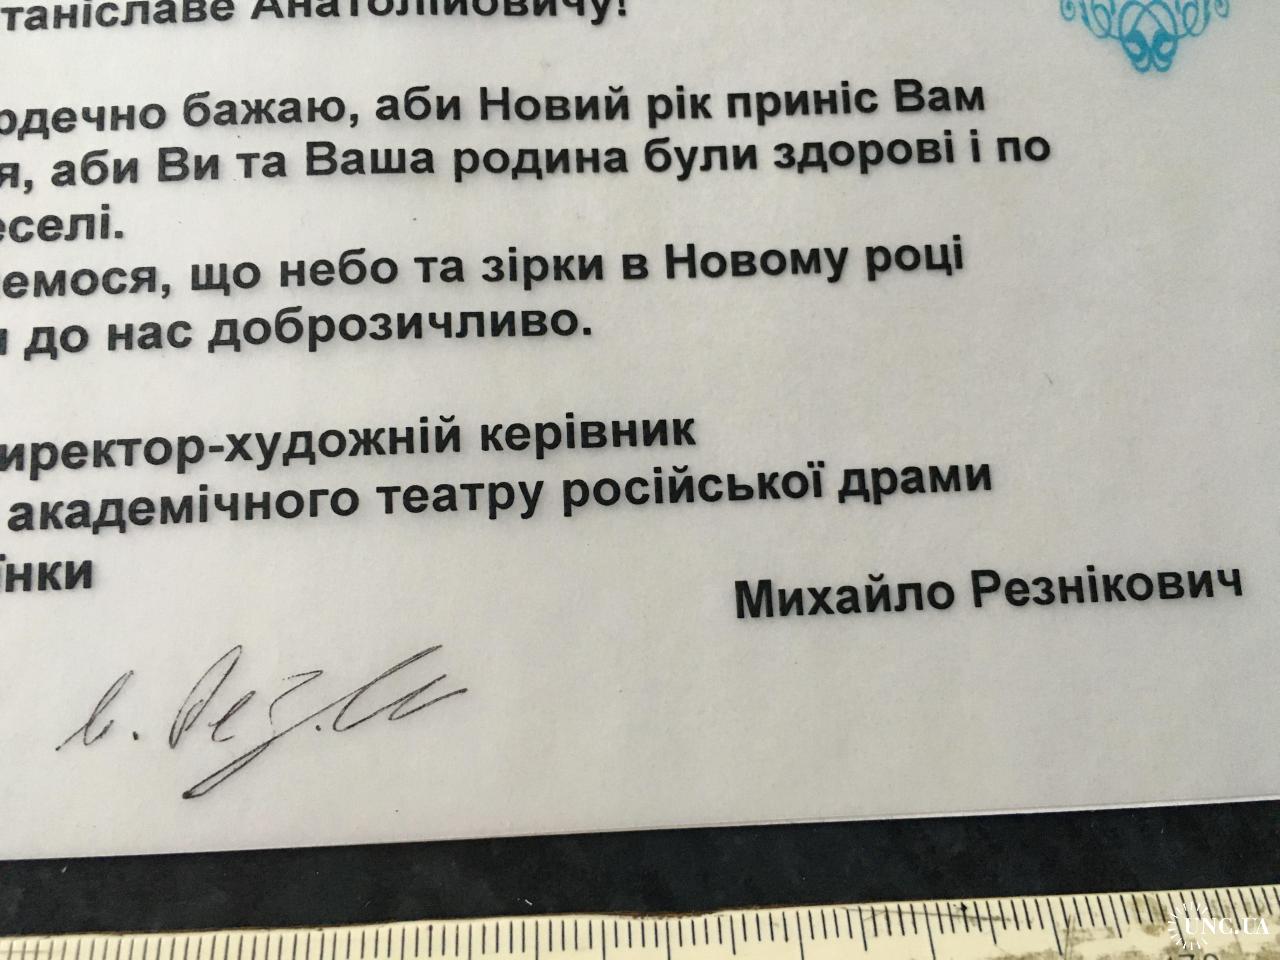 таніславе Анатолійовичу!
рдечно бажаю, аби Новий рік приніс Вам
я, аби Ви та Ваша родина були здорові і по
еселі.
емося, що небо та зірки в Новому році
до нас доброзичливо.
иректор-художній керівник
академічного театру російської драми
їнки
Михайло Резнікович
UNC.UA